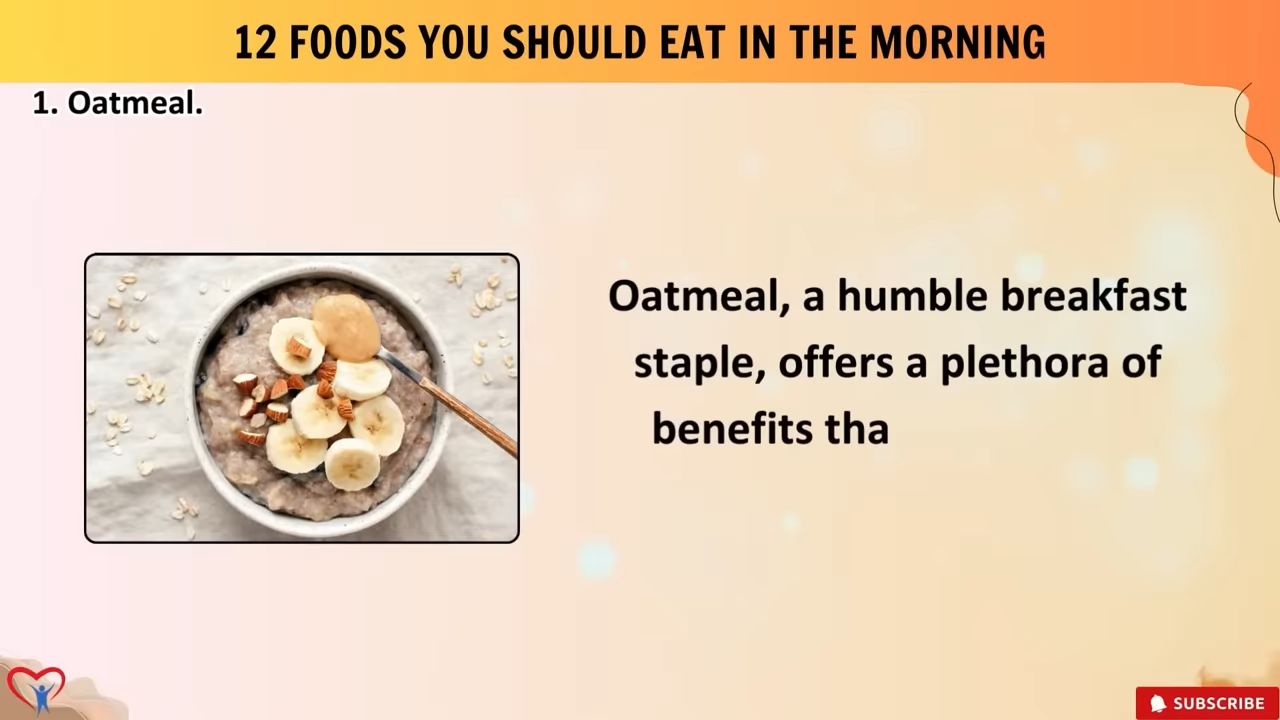 12 FOODS YOU SHOULD EAT IN THE MORNING
1. Oatmeal.
Oatmeal, a humble breakfast
staple, offers a plethora of
benefits tha
SUBSCRIBE